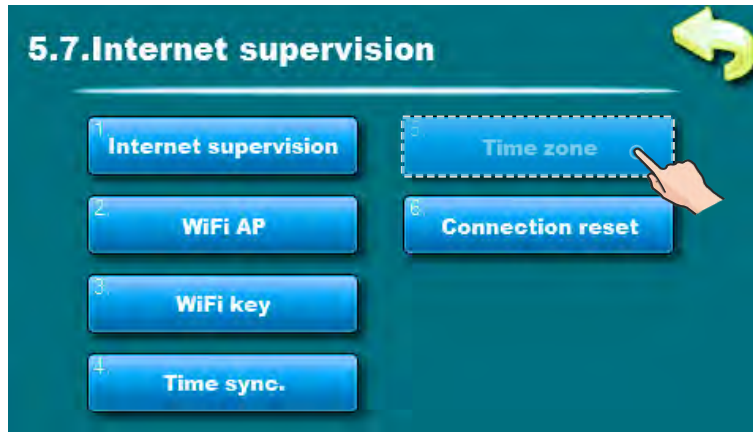 5.7.Internet supervision
1.
Internet supervision
2.
WiFi AP
3.
WiFi key
4.
Time sync.
5.
Time zone
6.
Connection reset